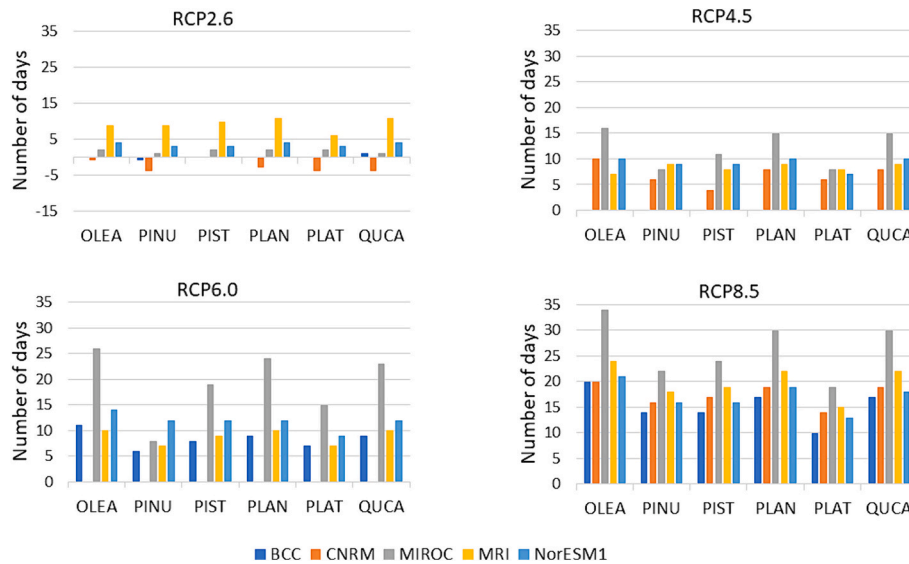 RCP2.6
Number of days
35
25
15
5
-5
-15
OLEA PINU PIST PLAN PLAT QUCA
RCP4.5
Number of days
35
30
25
20
15
10
5
0
OLEA PINU PIST PLAN PLAT QUCA
RCP6.0
Number of days
35
30
25
20
15
10
5
0
OLEA PINU PIST PLAN PLAT QUCA
RCP8.5
Number of days
35
30
25
20
15
10
5
0
OLEA PINU PIST PLAN PLAT QUCA
BCC CNRM MIROC MRI NorESM1